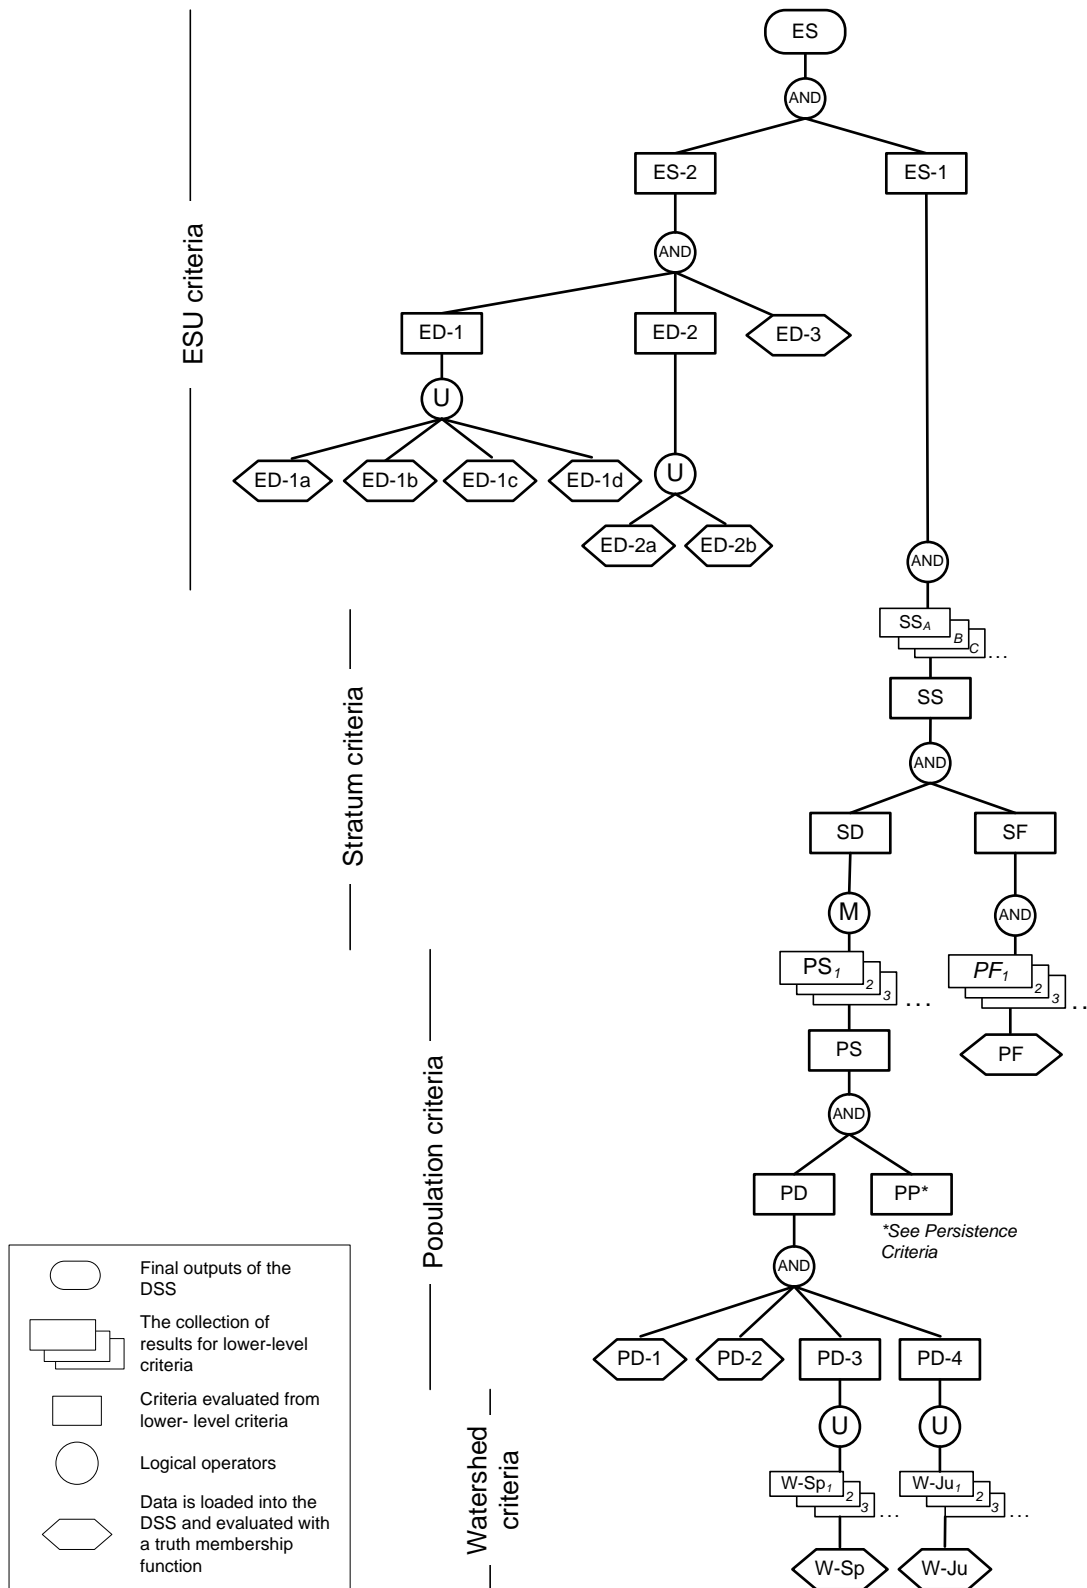 ES
AND
ES-2
ES-1
AND
ED-1
ED-2
ED-3
U
ED-1a
ED-1b
ED-1c
ED-1d
U
ED-2a
ED-2b
AND
ESU criteria
SSA
B
C
...
SS
AND
SD
SF
M
AND
Stratum criteria
PS1
2
3
...
PF1
2
3
..
PS
PF
AND
PD
PP*
*See Persistence
Criteria
AND
PD-1
PD-2
PD-3
PD-4
Population criteria
U
U
W-Sp1
2
3
...
W-Ju1
2
3
...
W-Sp
W-Ju
Watershed
criteria
Final outputs of the
DSS
The collection of
results for lower-level
criteria
Criteria evaluated from
lower- level criteria
Logical operators
Data is loaded into the
DSS and evaluated with
a truth membership
function